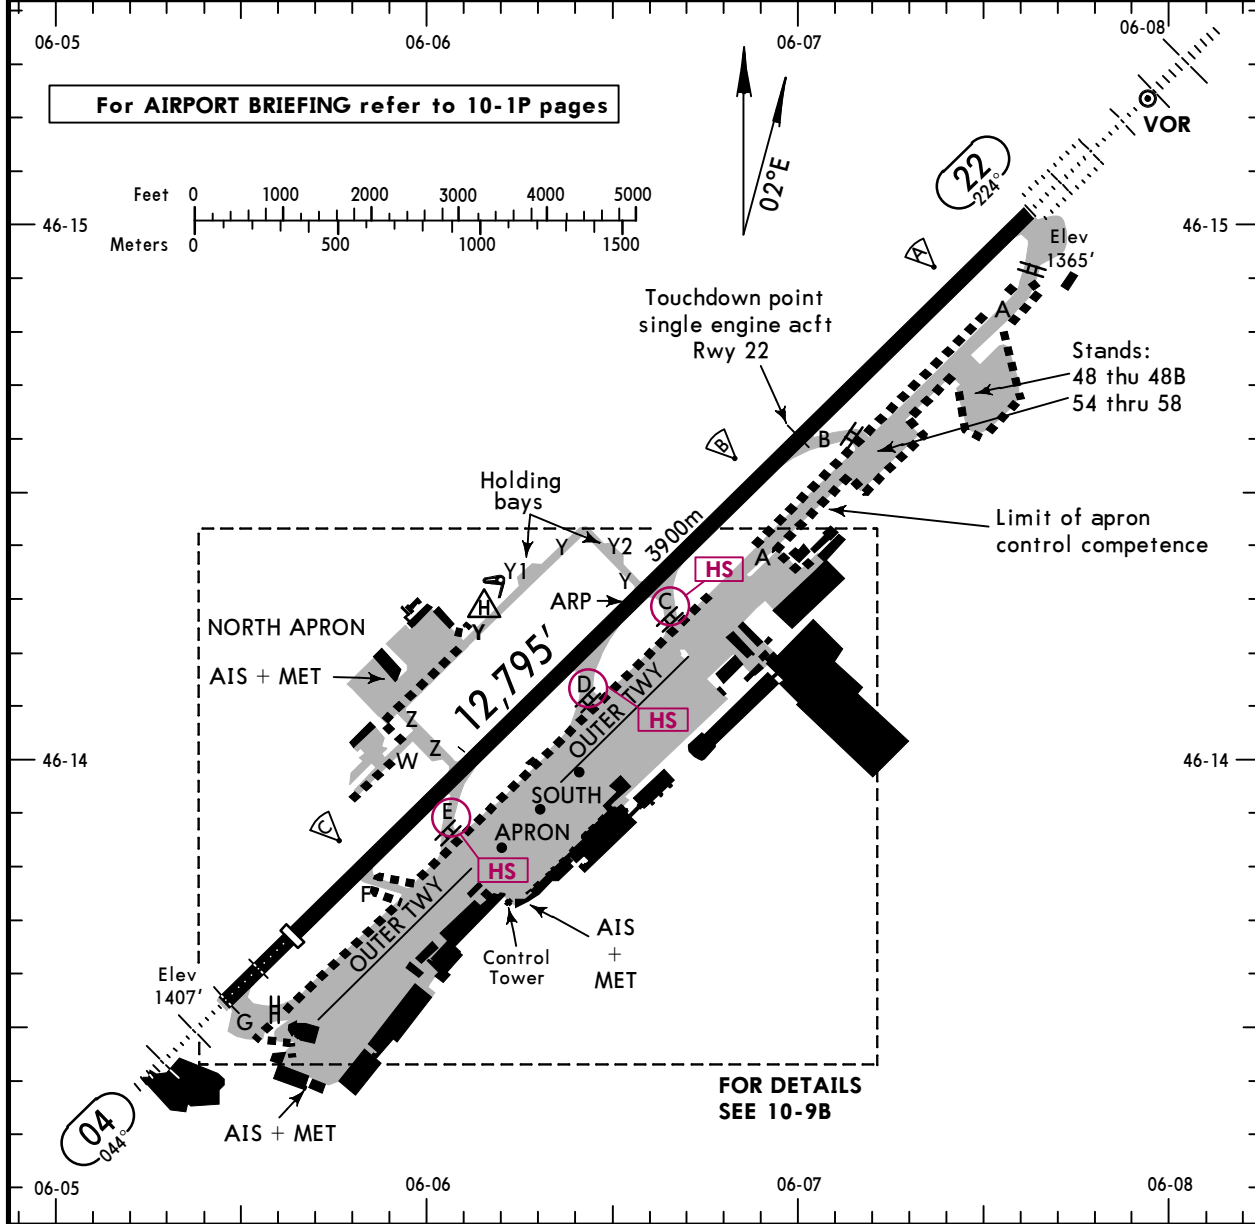 06-05
06-06
06-07
06-08
For AIRPORT BRIEFING refer to 10-1P pages
VOR
02°E
22
224°
Feet 0 1000 2000 3000 4000 5000
Meters 0 500 1000 1500
46-15
46-15
Elev
1365'
A
A
Touchdown point
single engine acft
Rwy 22
Stands:
48 thu 48B
54 thru 58
B
B
Holding
bays
3900m
Limit of apron
control competence
Y
Y2
Y1
Y
A
HS
C
ARP
H
Y
NORTH APRON
AIS + MET
12,795'
D
OUTER TWY
HS
Z
Z
W
46-14
46-14
SOUTH
APRON
E
HS
C
F
OUTER TWY
AIS
+
MET
Control
Tower
Elev
1407'
G
H
FOR DETAILS
SEE 10-9B
04
044°
AIS + MET
06-05
06-06
06-07
06-08